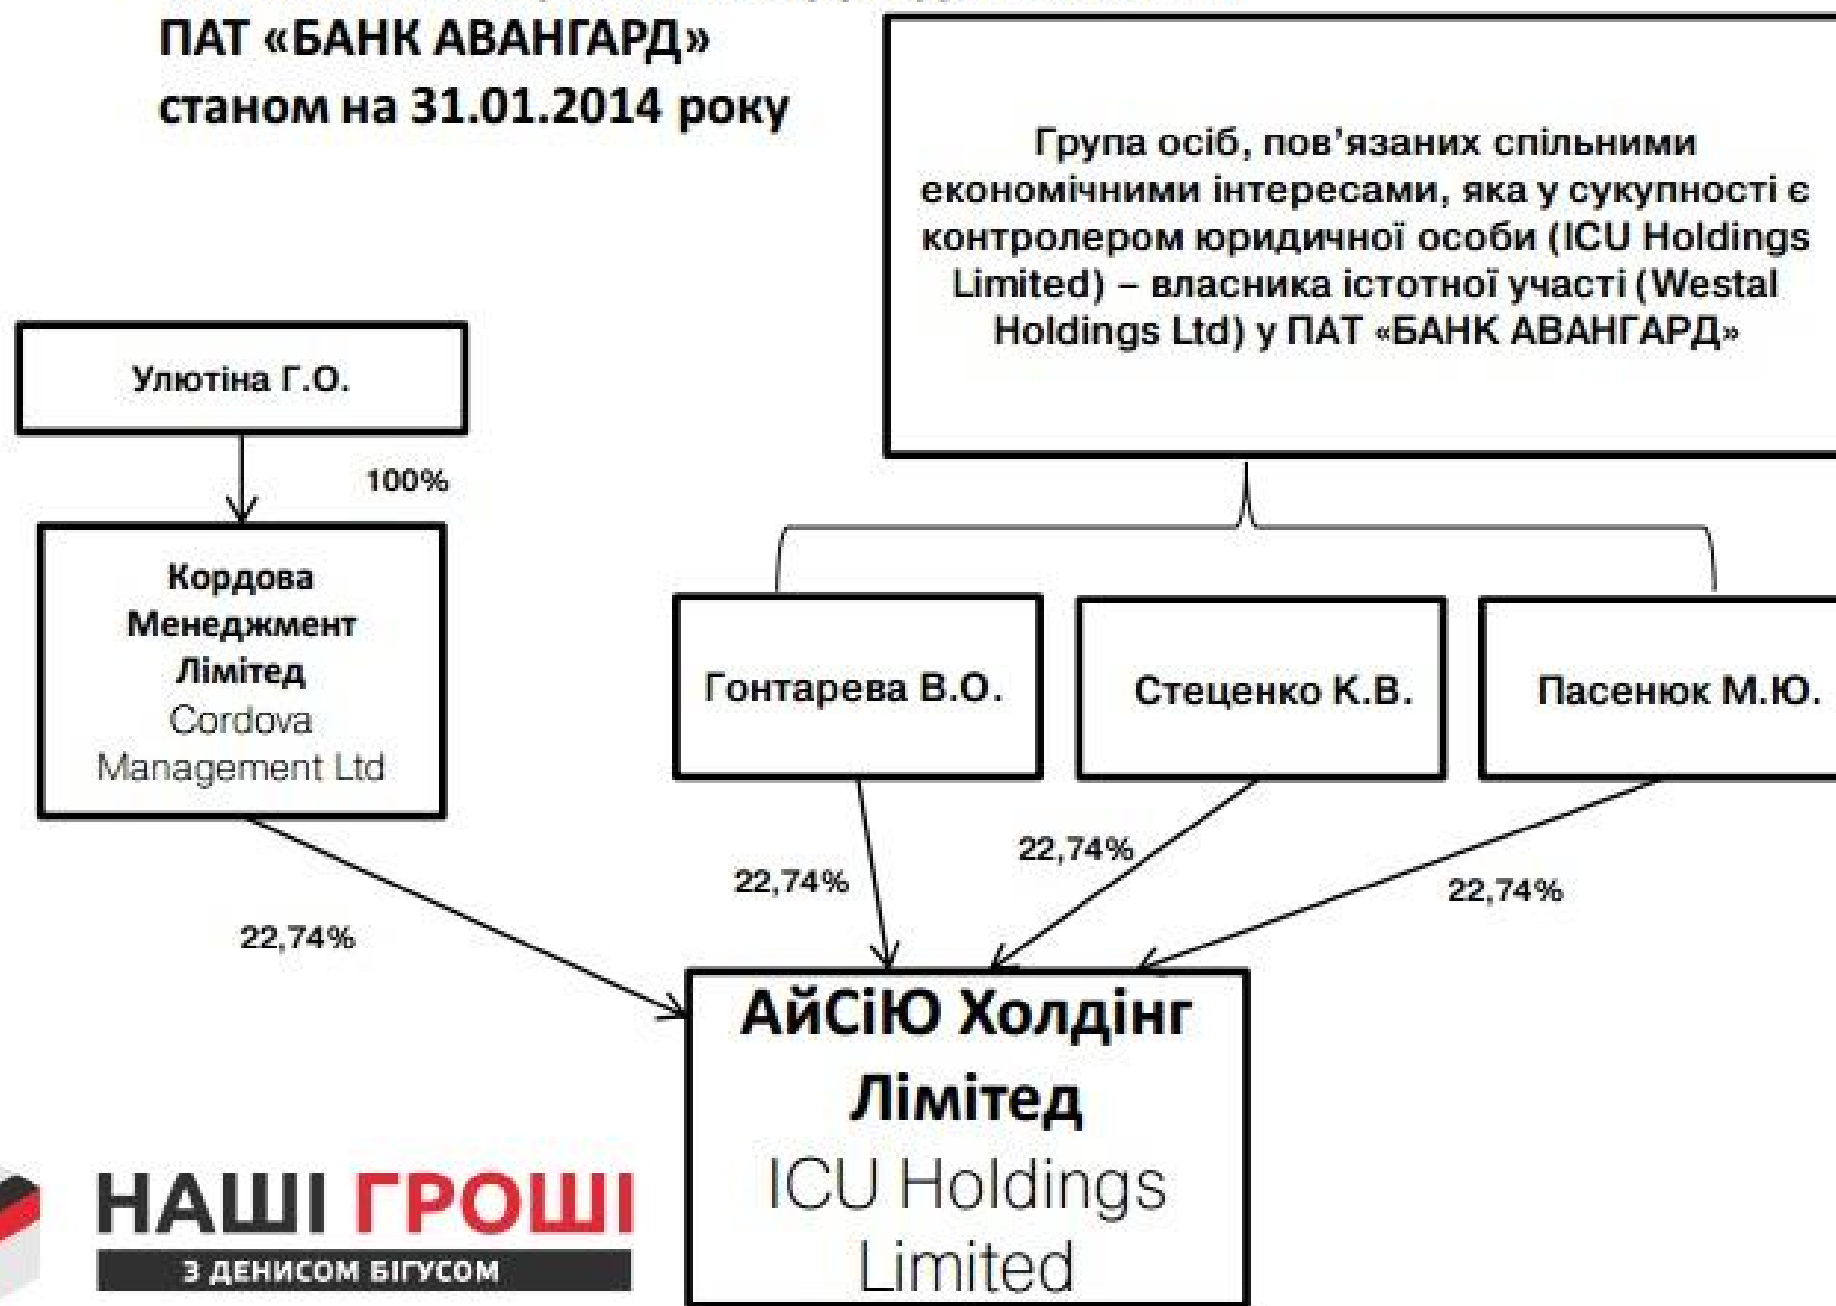 ПАТ «БАНК АВАНГАРД»
станом на 31.01.2014 року
Група осіб, пов’язаних спільними
економічними інтересами, яка у сукупності є
контролером юридичної особи (ICU Holdings
Limited) – власника істотної участі (Westal
Holdings Ltd) у ПАТ «БАНК АВАНГАРД»
Улютіна Г.О.
100%
Кордова
Менеджмент
Лімітед
Cordova
Management Ltd
Гонтарева В.О.
Стеценко К.В.
Пасенюк М.Ю.
22,74%
22,74%
22,74%
22,74%
АйСіЮ Холдінг
Лімітед
ICU Holdings
Limited
НАШІ ГРОШІ
З ДЕНИСОМ БІГУСОМ